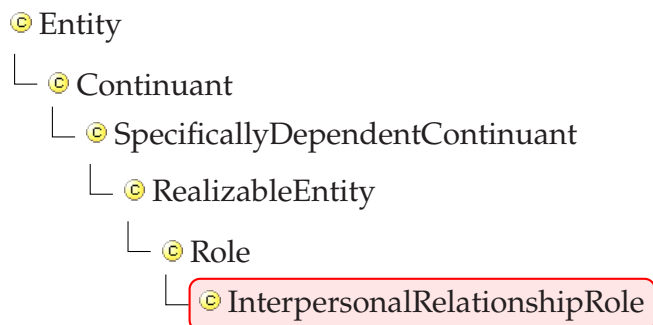 Entity
Continuant
SpecificallyDependentContinuant
RealizableEntity
Role
InterpersonalRelationshipRole